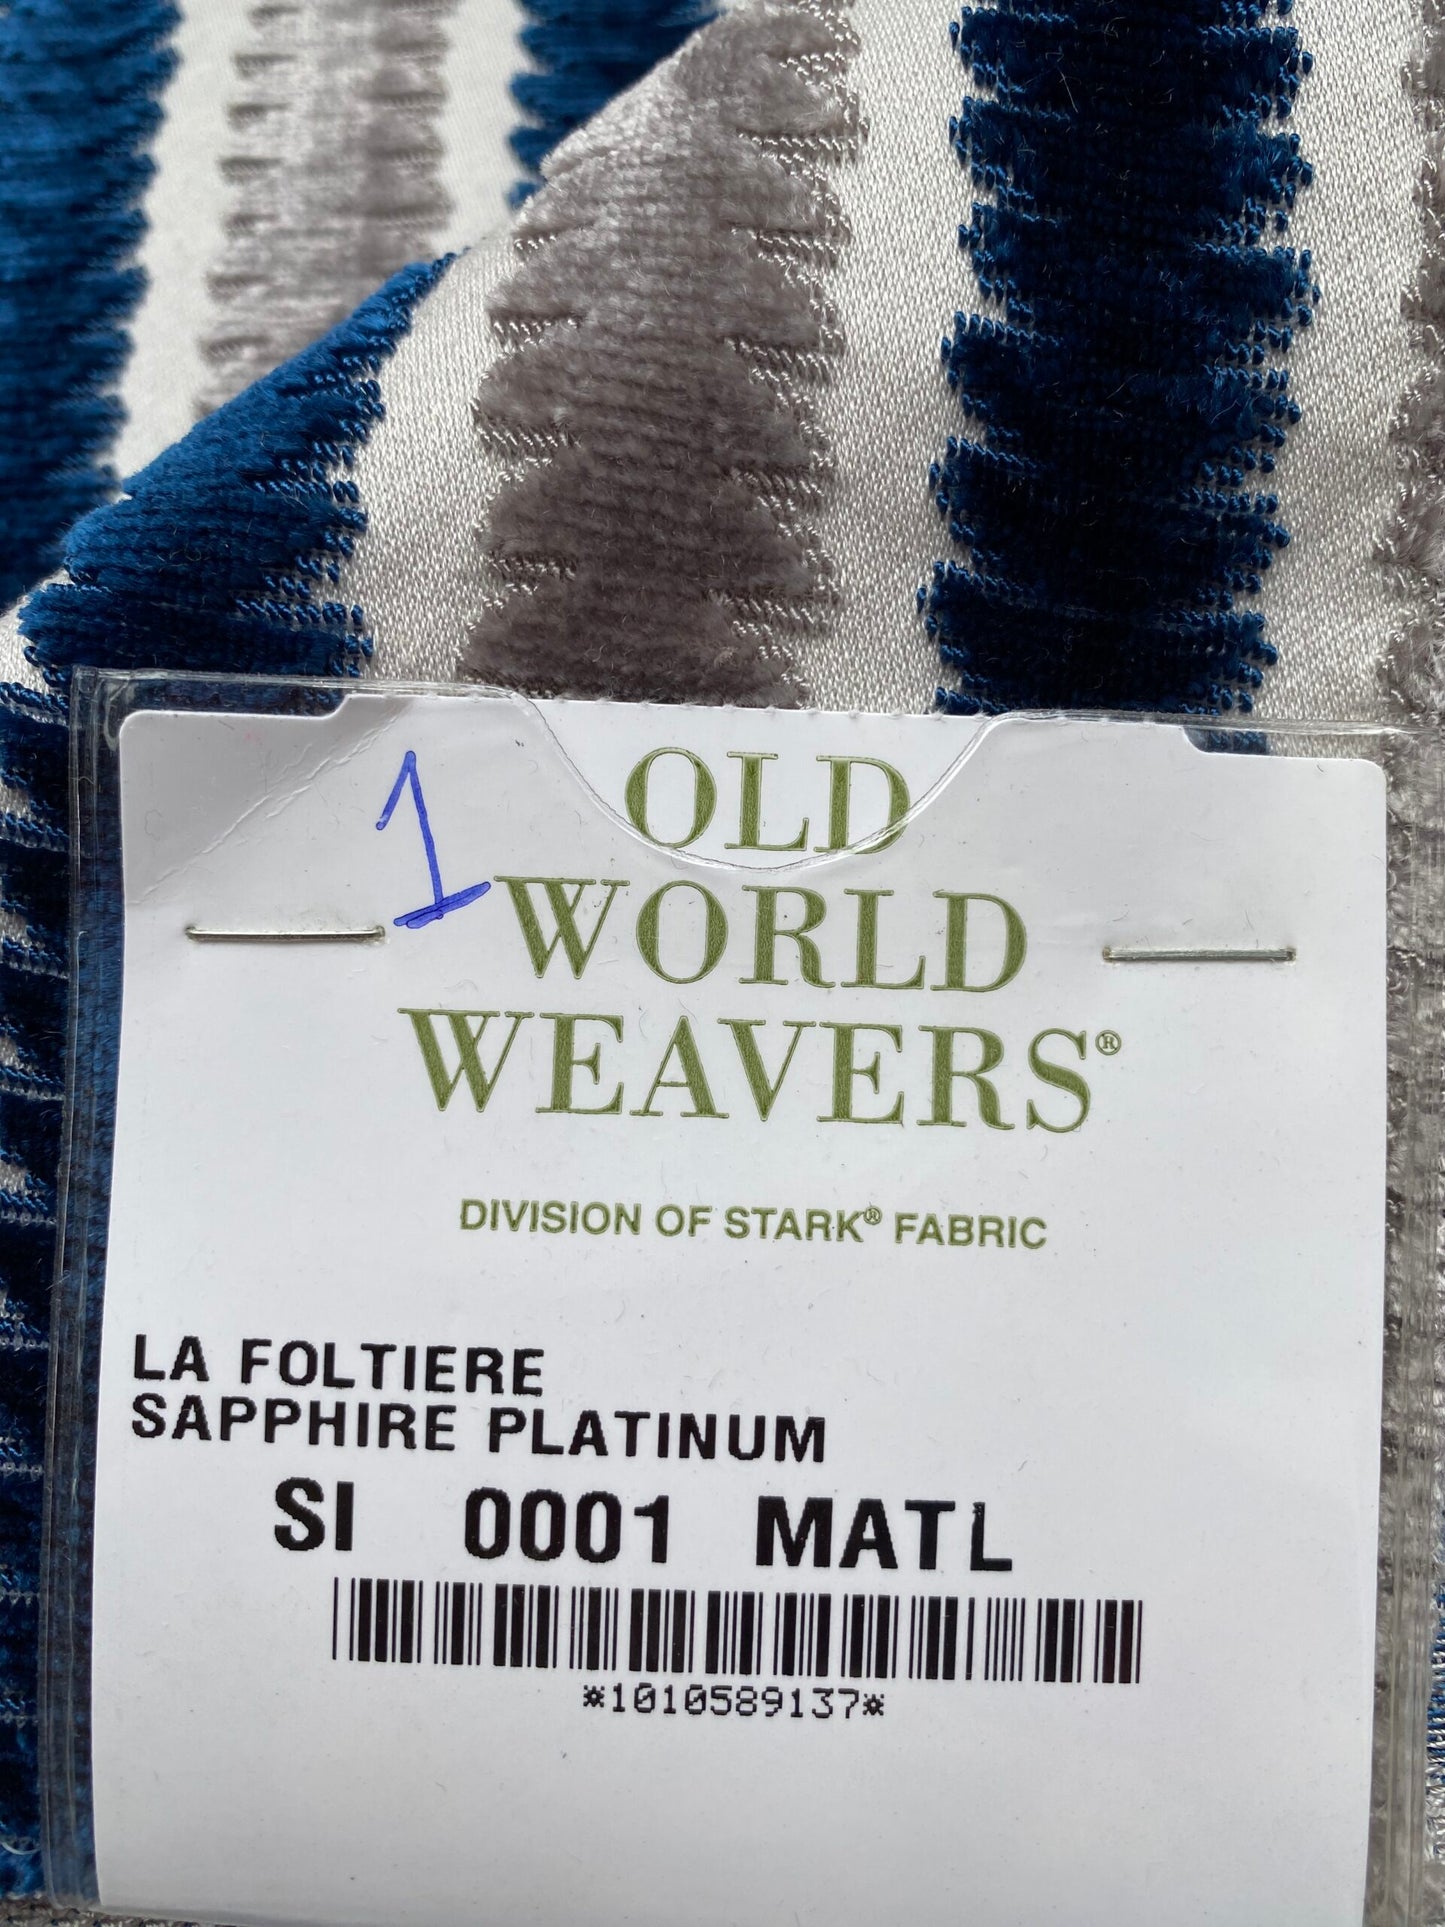 1
OLD
WORLD
WEAVERS®
DIVISION OF STARK® FABRIC
LA FOLTIERE
SAPPHIRE PLATINUM
SI 0001 MATL
*1010589137*